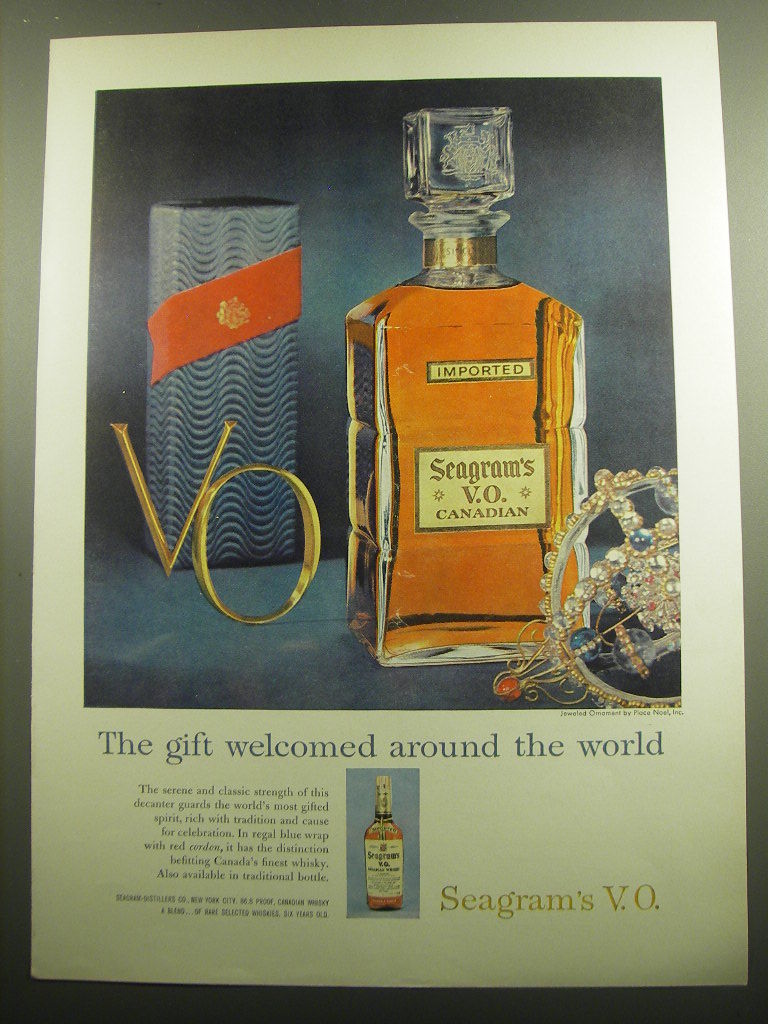 IMPORTED
Seagram's
V.O.
CANADIAN
VO
Jeweled Ornament by Place Noel, Inc.
The gift welcomed around the world
The serene and classic strength of this
decanter guards the world's most gifted
spirit, rich with tradition and cause
for celebration. In regal blue wrap
with red cordon, it has the distinction
befitting Canada's finest whisky.
Also available in traditional bottle.
SEAGRAM-DISTILLERS CO., NEW YORK CITY. 86.8 PROOF. CANADIAN WHISKY
A BLEND...OF RARE SELECTED WHISKIES. SIX YEARS OLD.
IMPORTED
Seagram's
V.O.
CANADIAN WHISKY
Seagram's V.O.